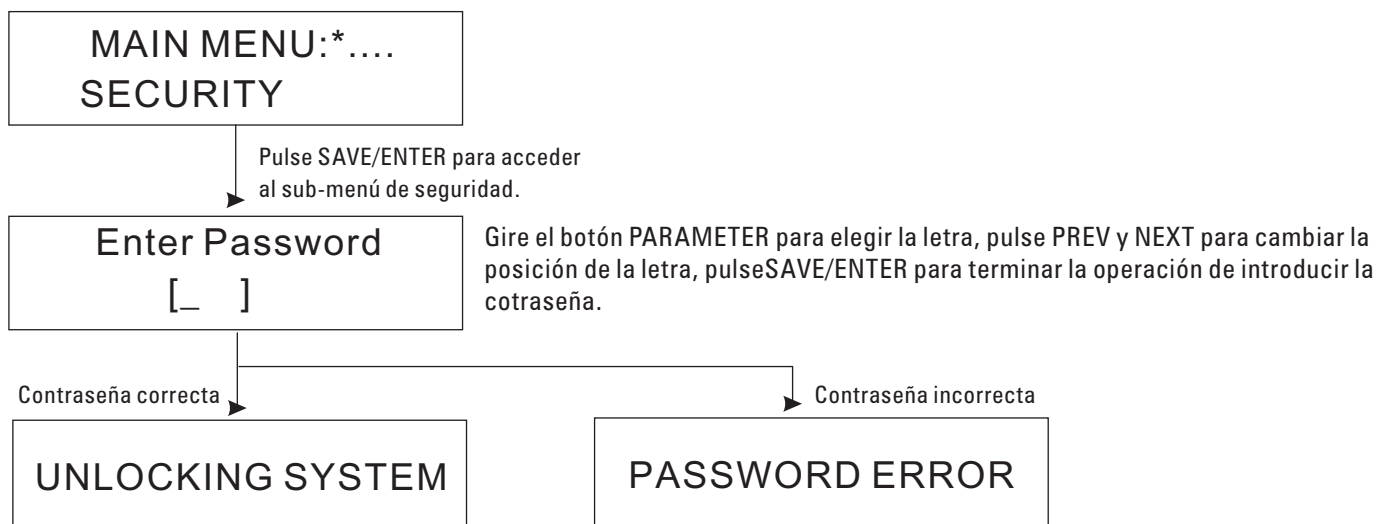 MAIN MENU:*....
SECURITY
Pulse SAVE/ENTER para acceder
al sub-menú de seguridad.
Enter Password
[_ ]
Gire el botón PARAMETER para elegir la letra, pulse PREV y NEXT para cambiar la
posición de la letra, pulseSAVE/ENTER para terminar la operación de introducir la
cotraseña.
Contraseña correcta
Contraseña incorrecta
UNLOCKING SYSTEM
PASSWORD ERROR